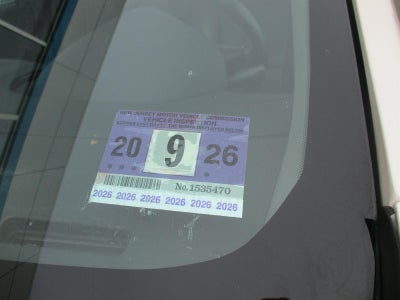 NEW JERSEY MOTOR VEHICLE COMMISSION
VEHICLE INSPECTION
20 9 26
No.1535470
2026 2026 2026 2026 2026 2026